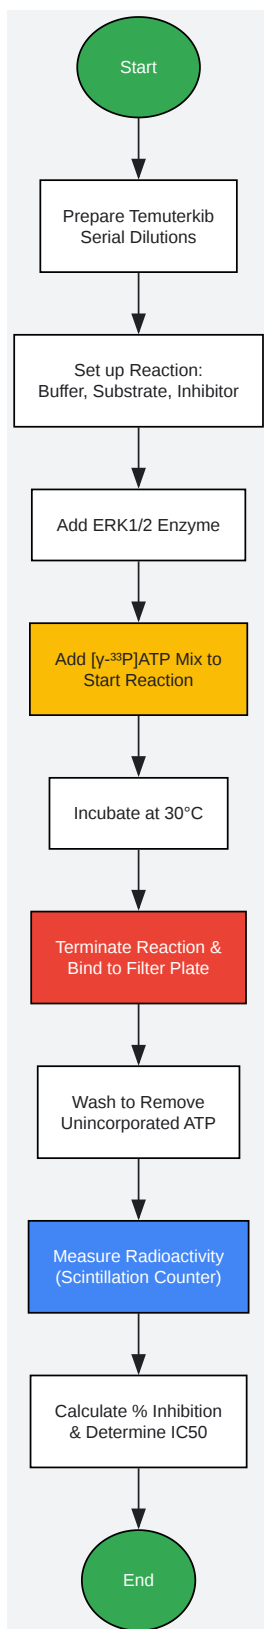 Start
Prepare Temuterkib
Serial Dilutions
Set up Reaction:
Buffer, Substrate, Inhibitor
Add ERK1/2 Enzyme
Add [γ-³³P]ATP Mix to
Start Reaction
Incubate at 30°C
Terminate Reaction &
Bind to Filter Plate
Wash to Remove
Unincorporated ATP
Measure Radioactivity
(Scintillation Counter)
Calculate % Inhibition
& Determine IC50
End